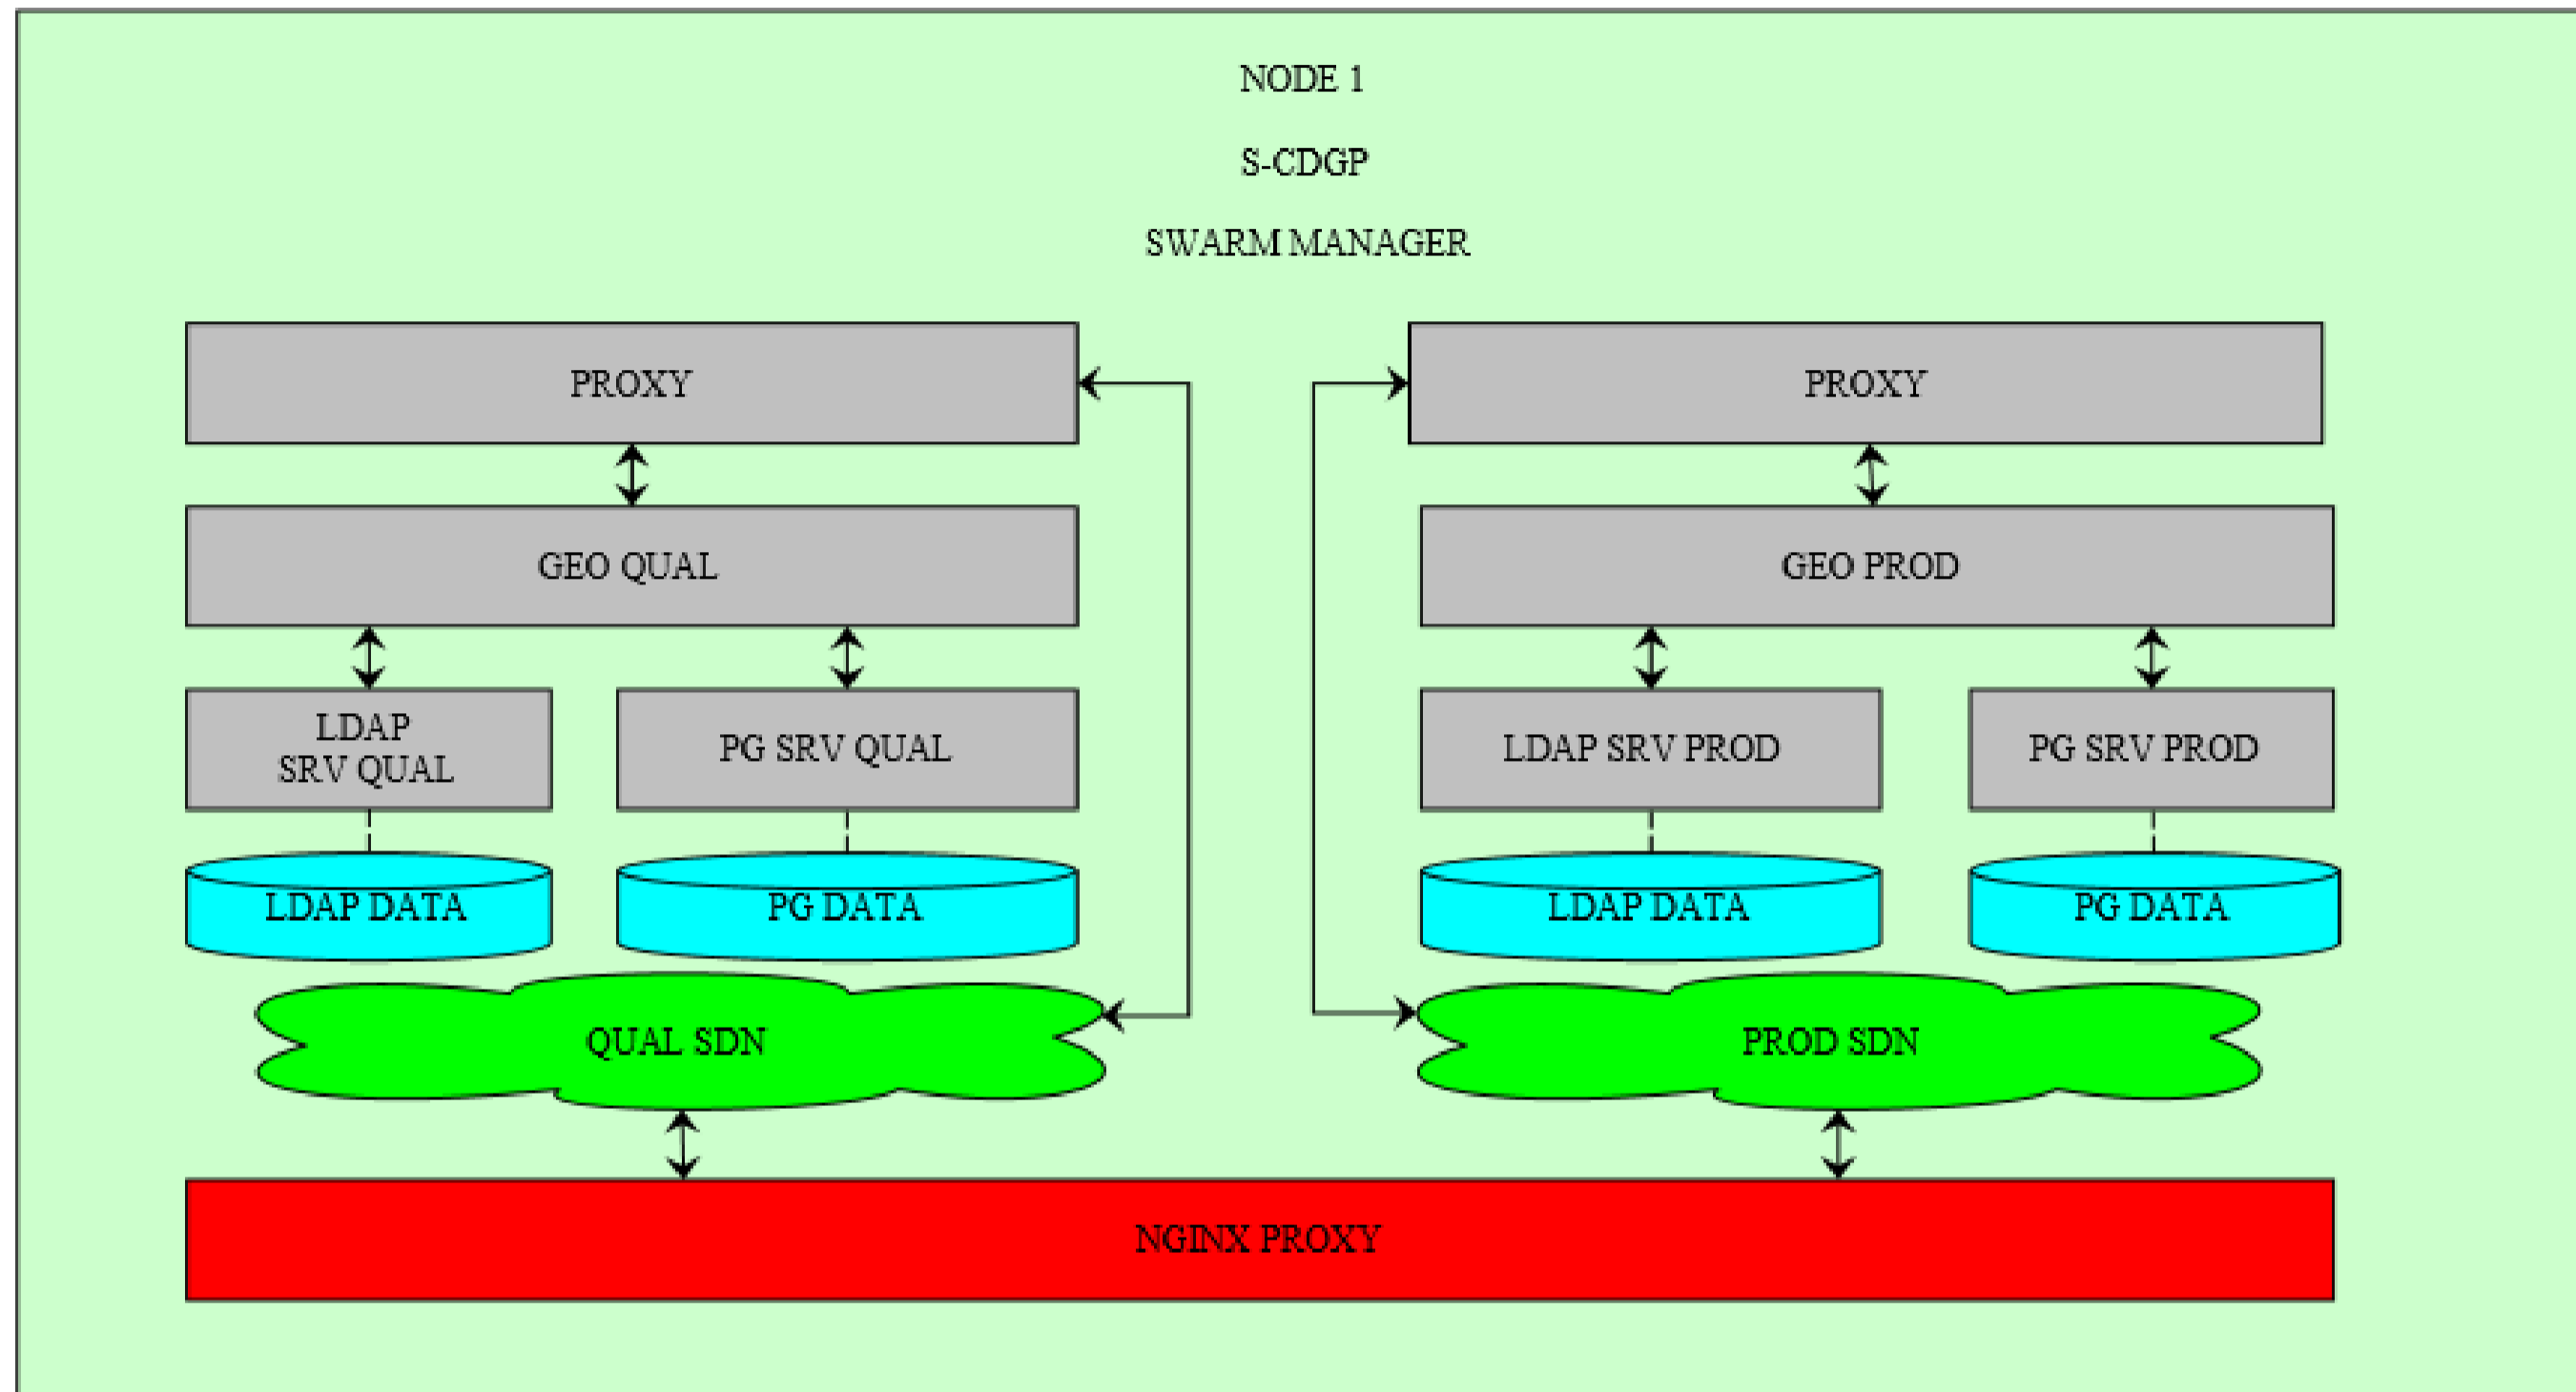 NODE 1
S-CDGP
SWARM MANAGER
PROXY
PROXY
GEO QUAL
GEO PROD
LDAP
SRV QUAL
PG SRV QUAL
LDAP SRV PROD
PG SRV PROD
LDAP DATA
PG DATA
LDAP DATA
PG DATA
QUAL SDN
PROD SDN
NGINX PROXY